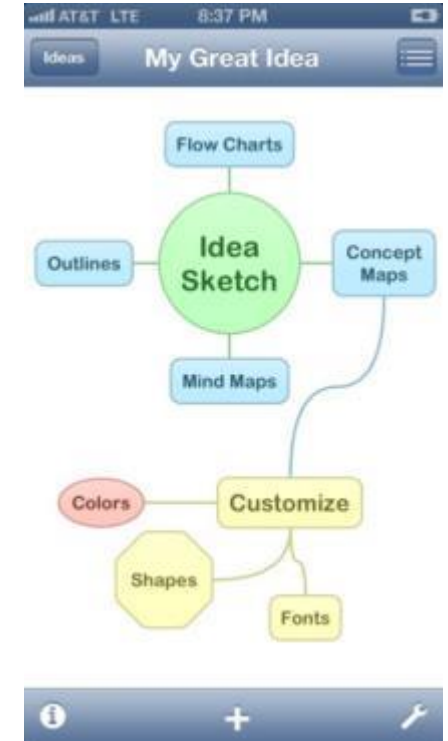 AT&T LTE 8:37 PM
Ideas My Great Idea
Flow Charts
Idea
Sketch
Outlines
Concept
Maps
Mind Maps
Colors
Customize
Shapes
Fonts